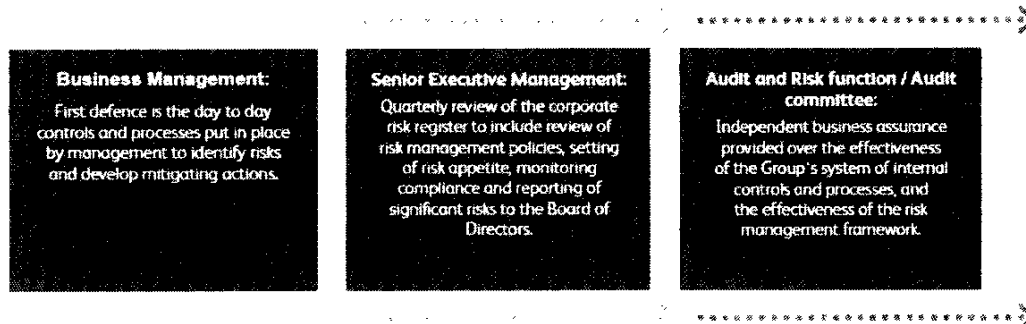 Business Management:
First defence is the day to day
controls and processes put in place
by management to identify risks
and develop mitigating actions.
Senior Executive Management:
Quarterly review of the corporate
risk register to include review of
risk management policies, setting
of risk appetite, monitoring
compliance and reporting of
significant risks to the Board of
Directors.
Audit and Risk function / Audit
committee:
Independent business assurance
provided over the effectiveness
of the Group's system of internal
controls and processes, and
the effectiveness of the risk
management framework.